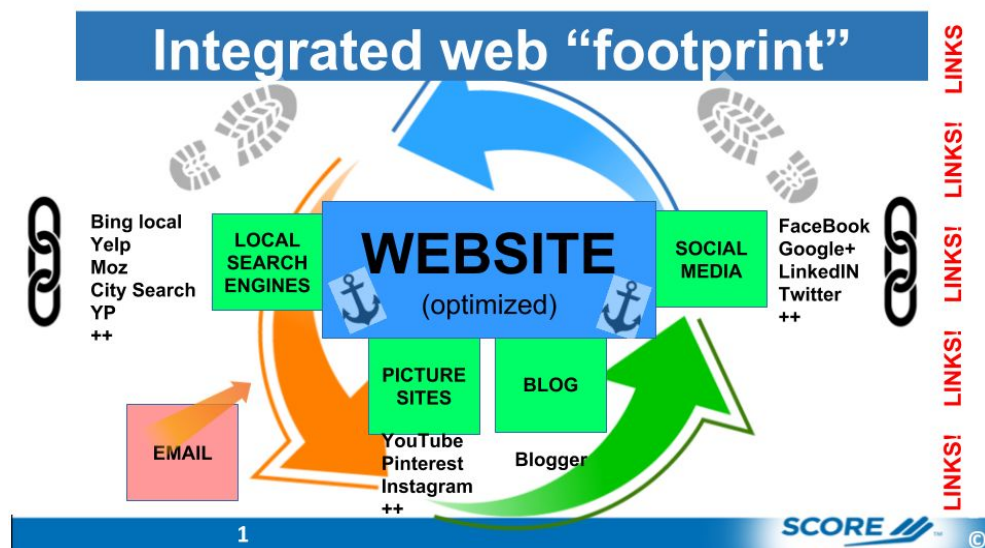 Integrated web “footprint”
LINKS
LINKS!
LINKS!
LINKS!
LINKS!
Bing local
Yelp
Moz
City Search
YP
++
LOCAL
SEARCH
ENGINES
WEBSITE
(optimized)
SOCIAL
MEDIA
FaceBook
Google+
LinkedIN
Twitter
++
PICTURE
SITES
BLOG
YouTube
Pinterest
Instagram
++
Blogger
EMAIL
1
SCORE ™
©